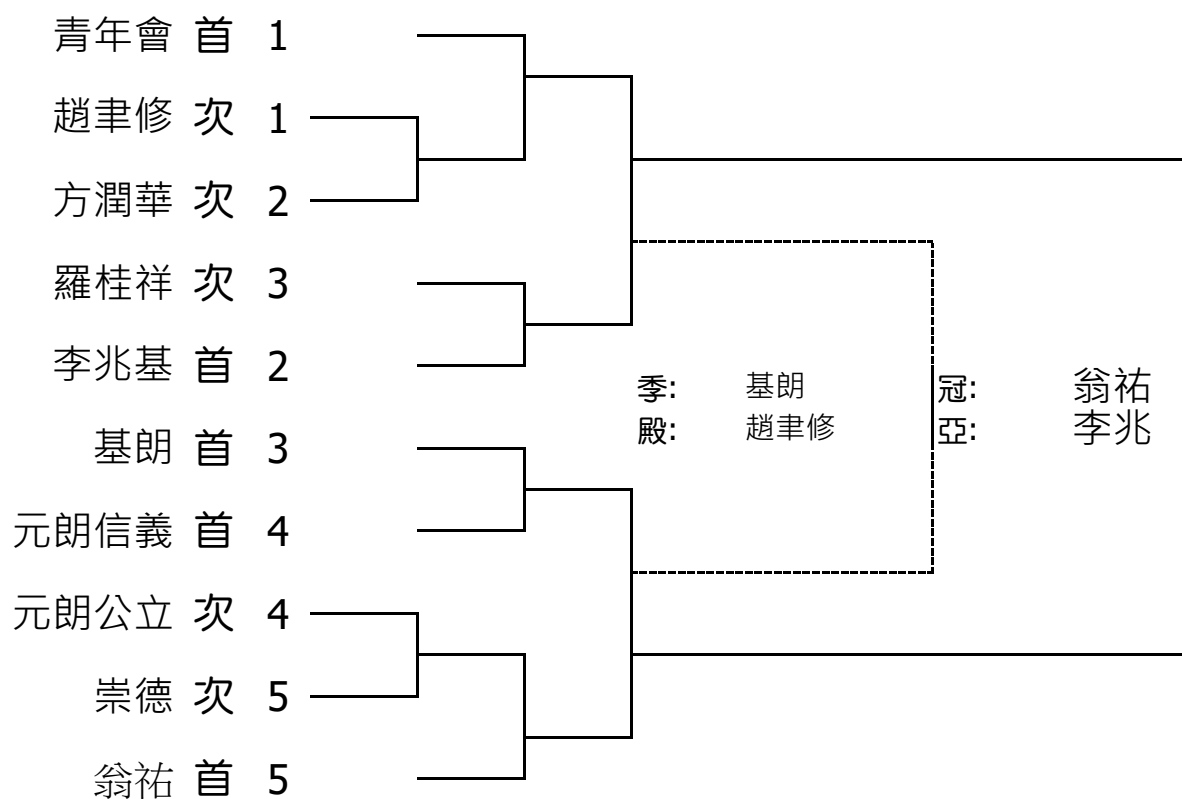 青年會 首 1
趙聿修 次 1
方潤華 次 2
羅桂祥 次 3
李兆基 首 2
季: 基朗 冠: 翁祐
殿: 趙聿修 亞: 李兆
基朗 首 3
元朗信義 首 4
元朗公立 次 4
崇德 次 5
翁祐 首 5